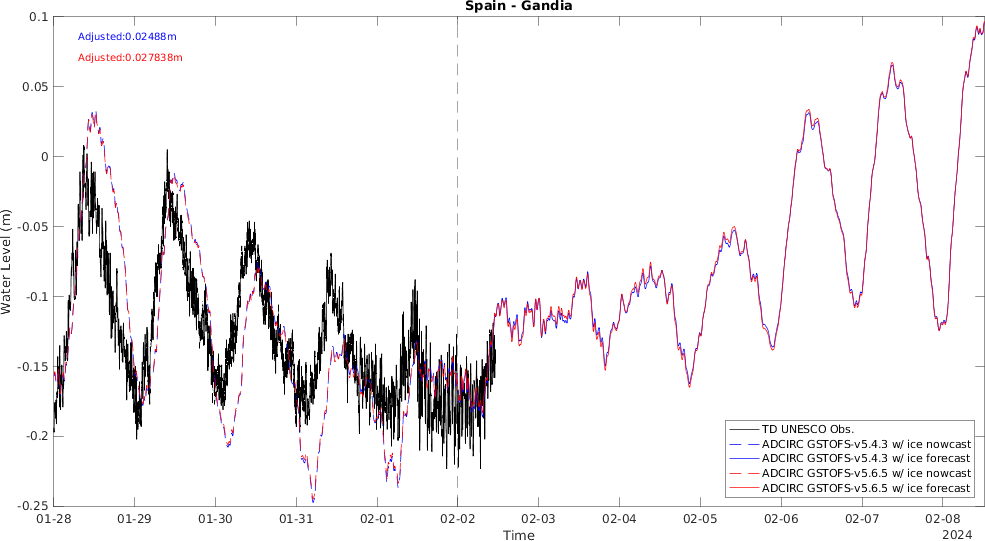 Spain - Gandia
Adjusted:0.02488m
Adjusted:0.027838m
0.1
0.05
0
-0.05
-0.1
-0.15
-0.2
-0.25
Water Level (m)
TD UNESCO Obs.
ADCIRC GSTOFS-v5.4.3 w/ ice nowcast
ADCIRC GSTOFS-v5.4.3 w/ ice forecast
ADCIRC GSTOFS-v5.6.5 w/ ice nowcast
ADCIRC GSTOFS-v5.6.5 w/ ice forecast
01-28 01-29 01-30 01-31 02-01 02-02 02-03 02-04 02-05 02-06 02-07 02-08
Time
2024